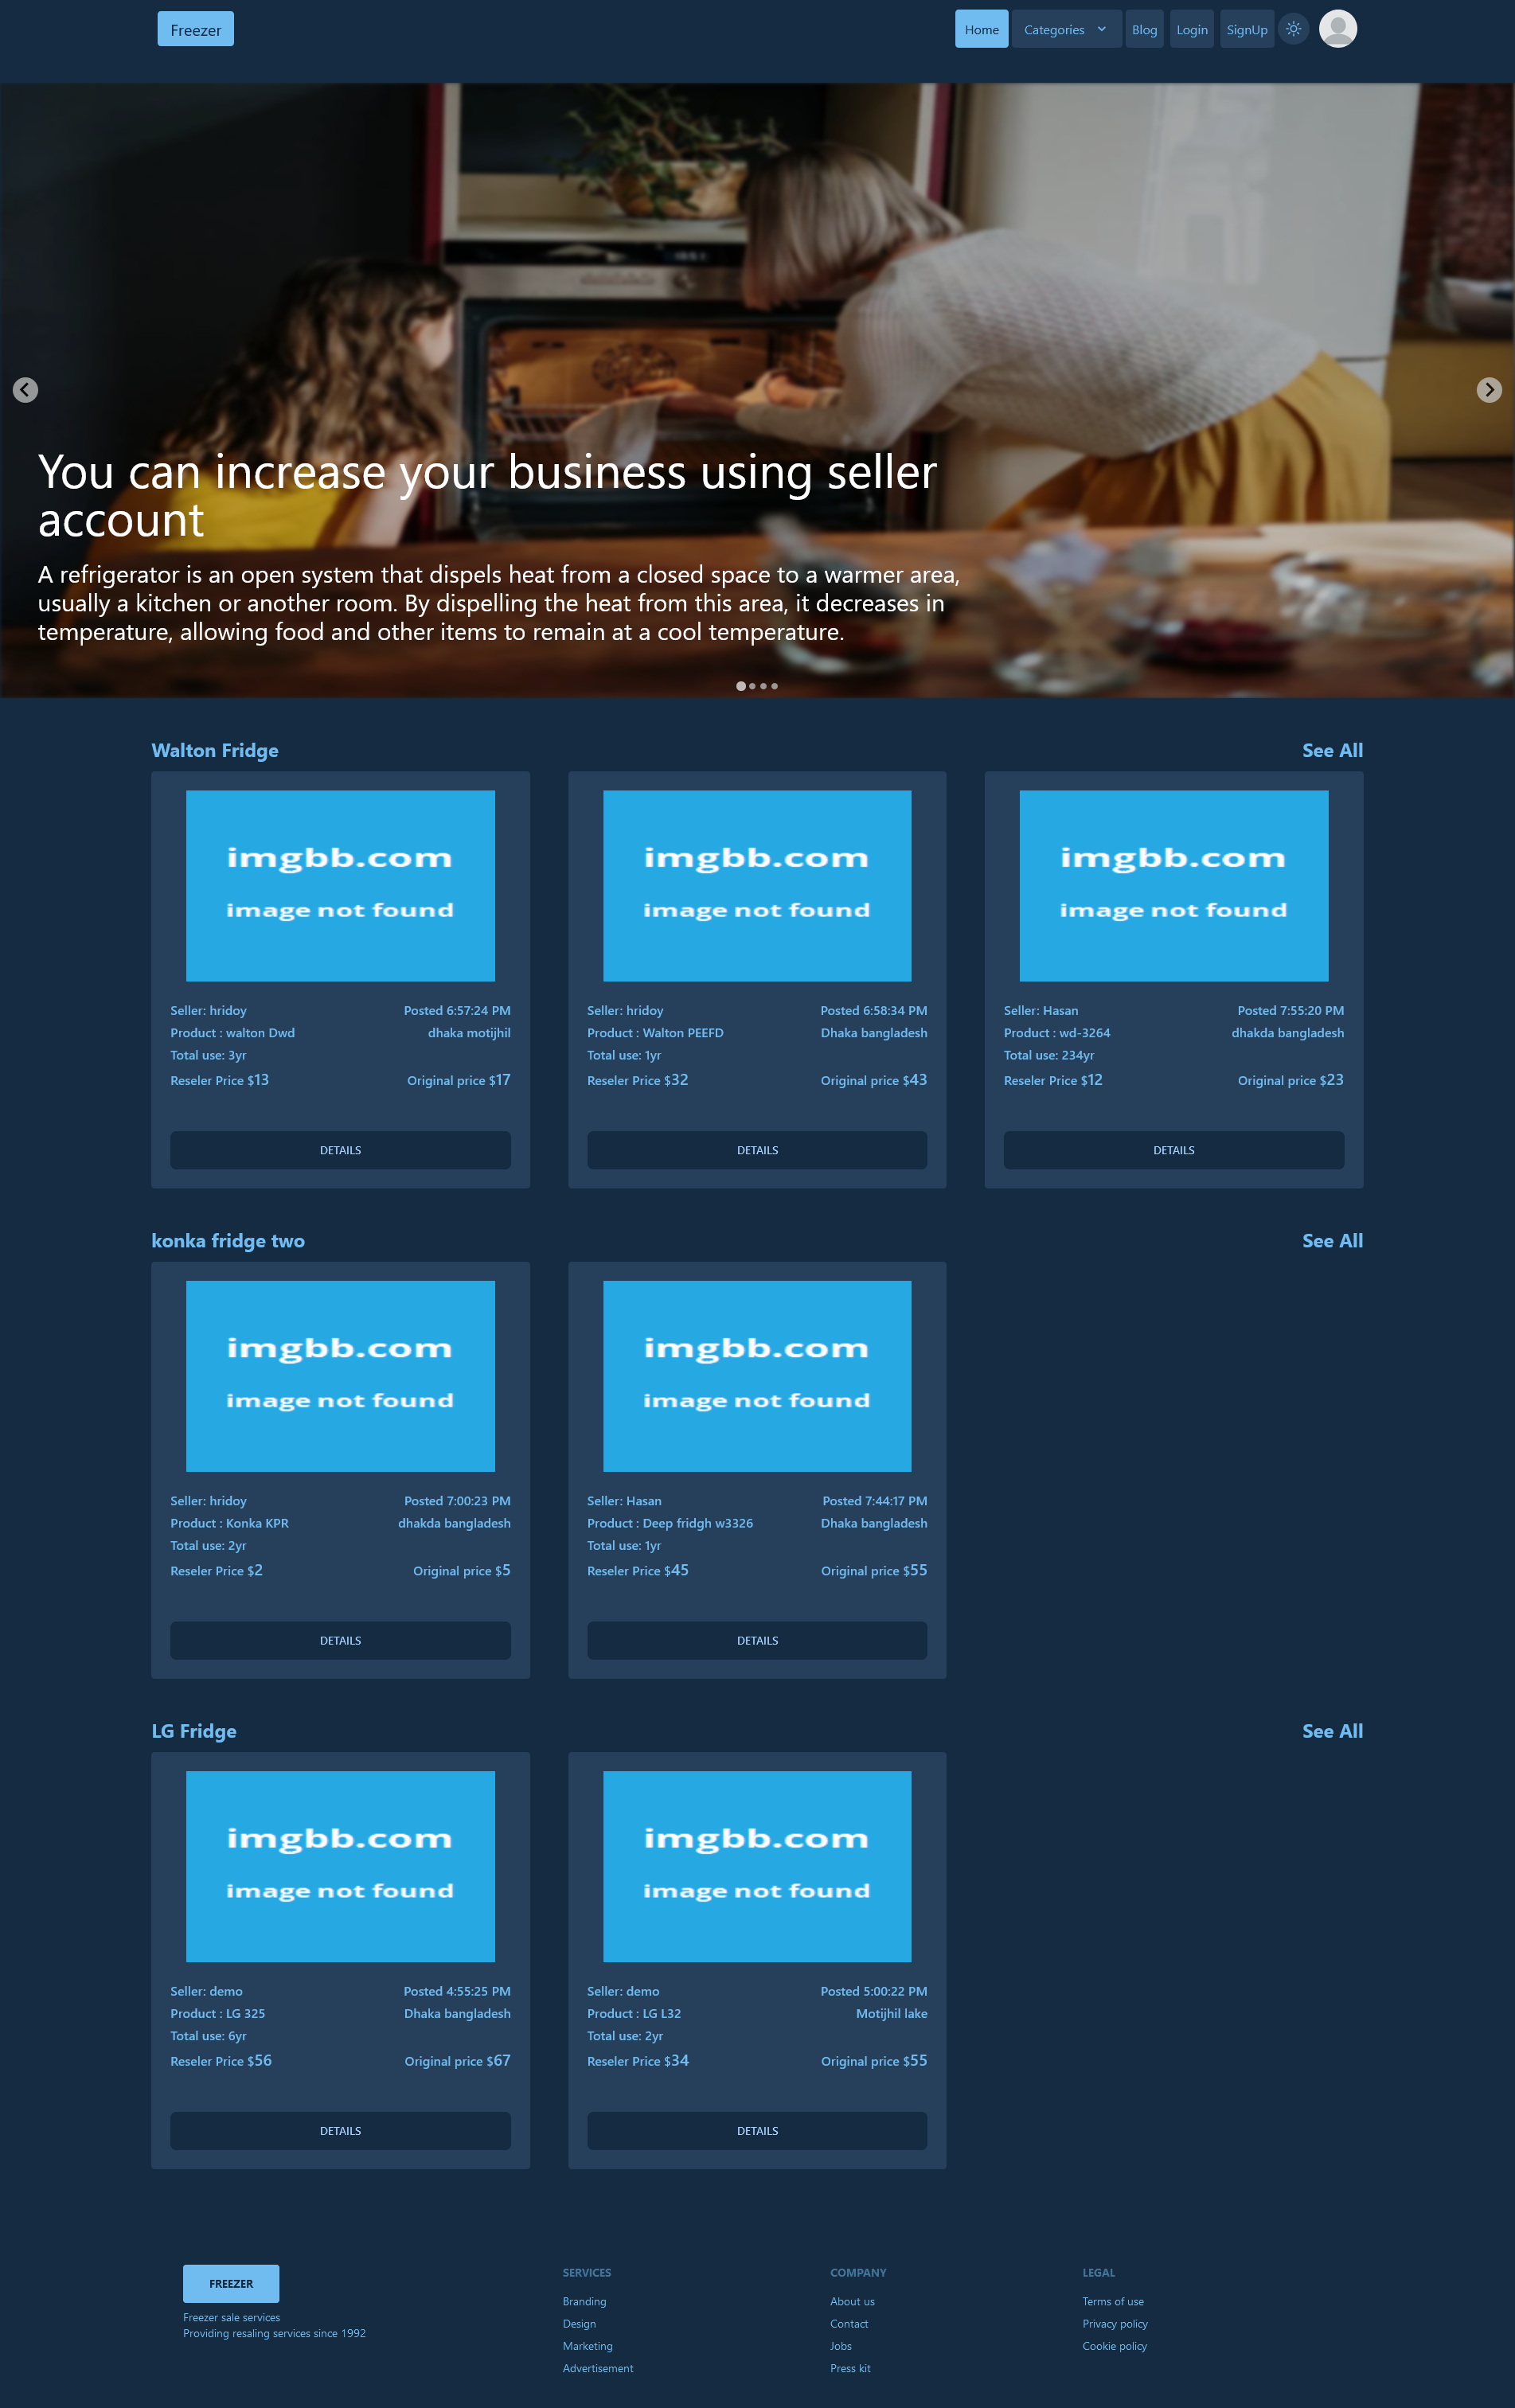 Freezer
Home
Categories
Blog
Login
SignUp
You can increase your business using seller
account
A refrigerator is an open system that dispels heat from a closed space to a warmer area,
usually a kitchen or another room. By dispelling the heat from this area, it decreases in
temperature, allowing food and other items to remain at a cool temperature.
Walton Fridge
See All
imgbb.com
image not found
Seller: hridoy
Posted 6:57:24 PM
Product : walton Dwd
dhaka motijhil
Total use: 3yr
Reseler Price $13
Original price $17
DETAILS
imgbb.com
image not found
Seller: hridoy
Posted 6:58:34 PM
Product : Walton PEEFD
Dhaka bangladesh
Total use: 1yr
Reseler Price $32
Original price $43
DETAILS
imgbb.com
image not found
Seller: Hasan
Posted 7:55:20 PM
Product : wd-3264
dhakda bangladesh
Total use: 234yr
Reseler Price $12
Original price $23
DETAILS
konka fridge two
See All
imgbb.com
image not found
Seller: hridoy
Posted 7:00:23 PM
Product : Konka KPR
dhakda bangladesh
Total use: 2yr
Reseler Price $2
Original price $5
DETAILS
imgbb.com
image not found
Seller: Hasan
Posted 7:44:17 PM
Product : Deep fridgh w3326
Dhaka bangladesh
Total use: 1yr
Reseler Price $45
Original price $55
DETAILS
LG Fridge
See All
imgbb.com
image not found
Seller: demo
Posted 4:55:25 PM
Product : LG 325
Dhaka bangladesh
Total use: 6yr
Reseler Price $56
Original price $67
DETAILS
imgbb.com
image not found
Seller: demo
Posted 5:00:22 PM
Product : LG L32
Motijhil lake
Total use: 2yr
Reseler Price $34
Original price $55
DETAILS
FREEZER
Freezer sale services
Providing resaling services since 1992
SERVICES
Branding
Design
Marketing
Advertisement
COMPANY
About us
Contact
Jobs
Press kit
LEGAL
Terms of use
Privacy policy
Cookie policy